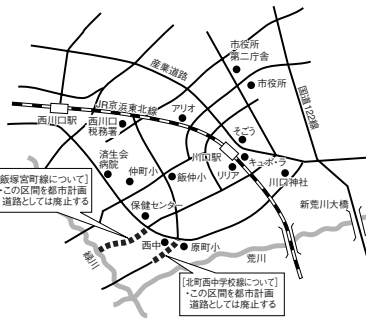 市役所
第二庁舎
産業道路
市役所
国道122線
JR京浜東北線
アリオ
西川口駅
西川口
税務署
そごう
済生会
病院
川口駅
キュポ・ラ
仲町小
飯仲小
リリア
川口神社
飯塚宮町線について]
・この区間を都市計画
道路としては廃止する
保健センター
新荒川大橋
西中
原町小
荒川
緑川
[北町西中学校線について]
・この区間を都市計画
道路としては廃止する